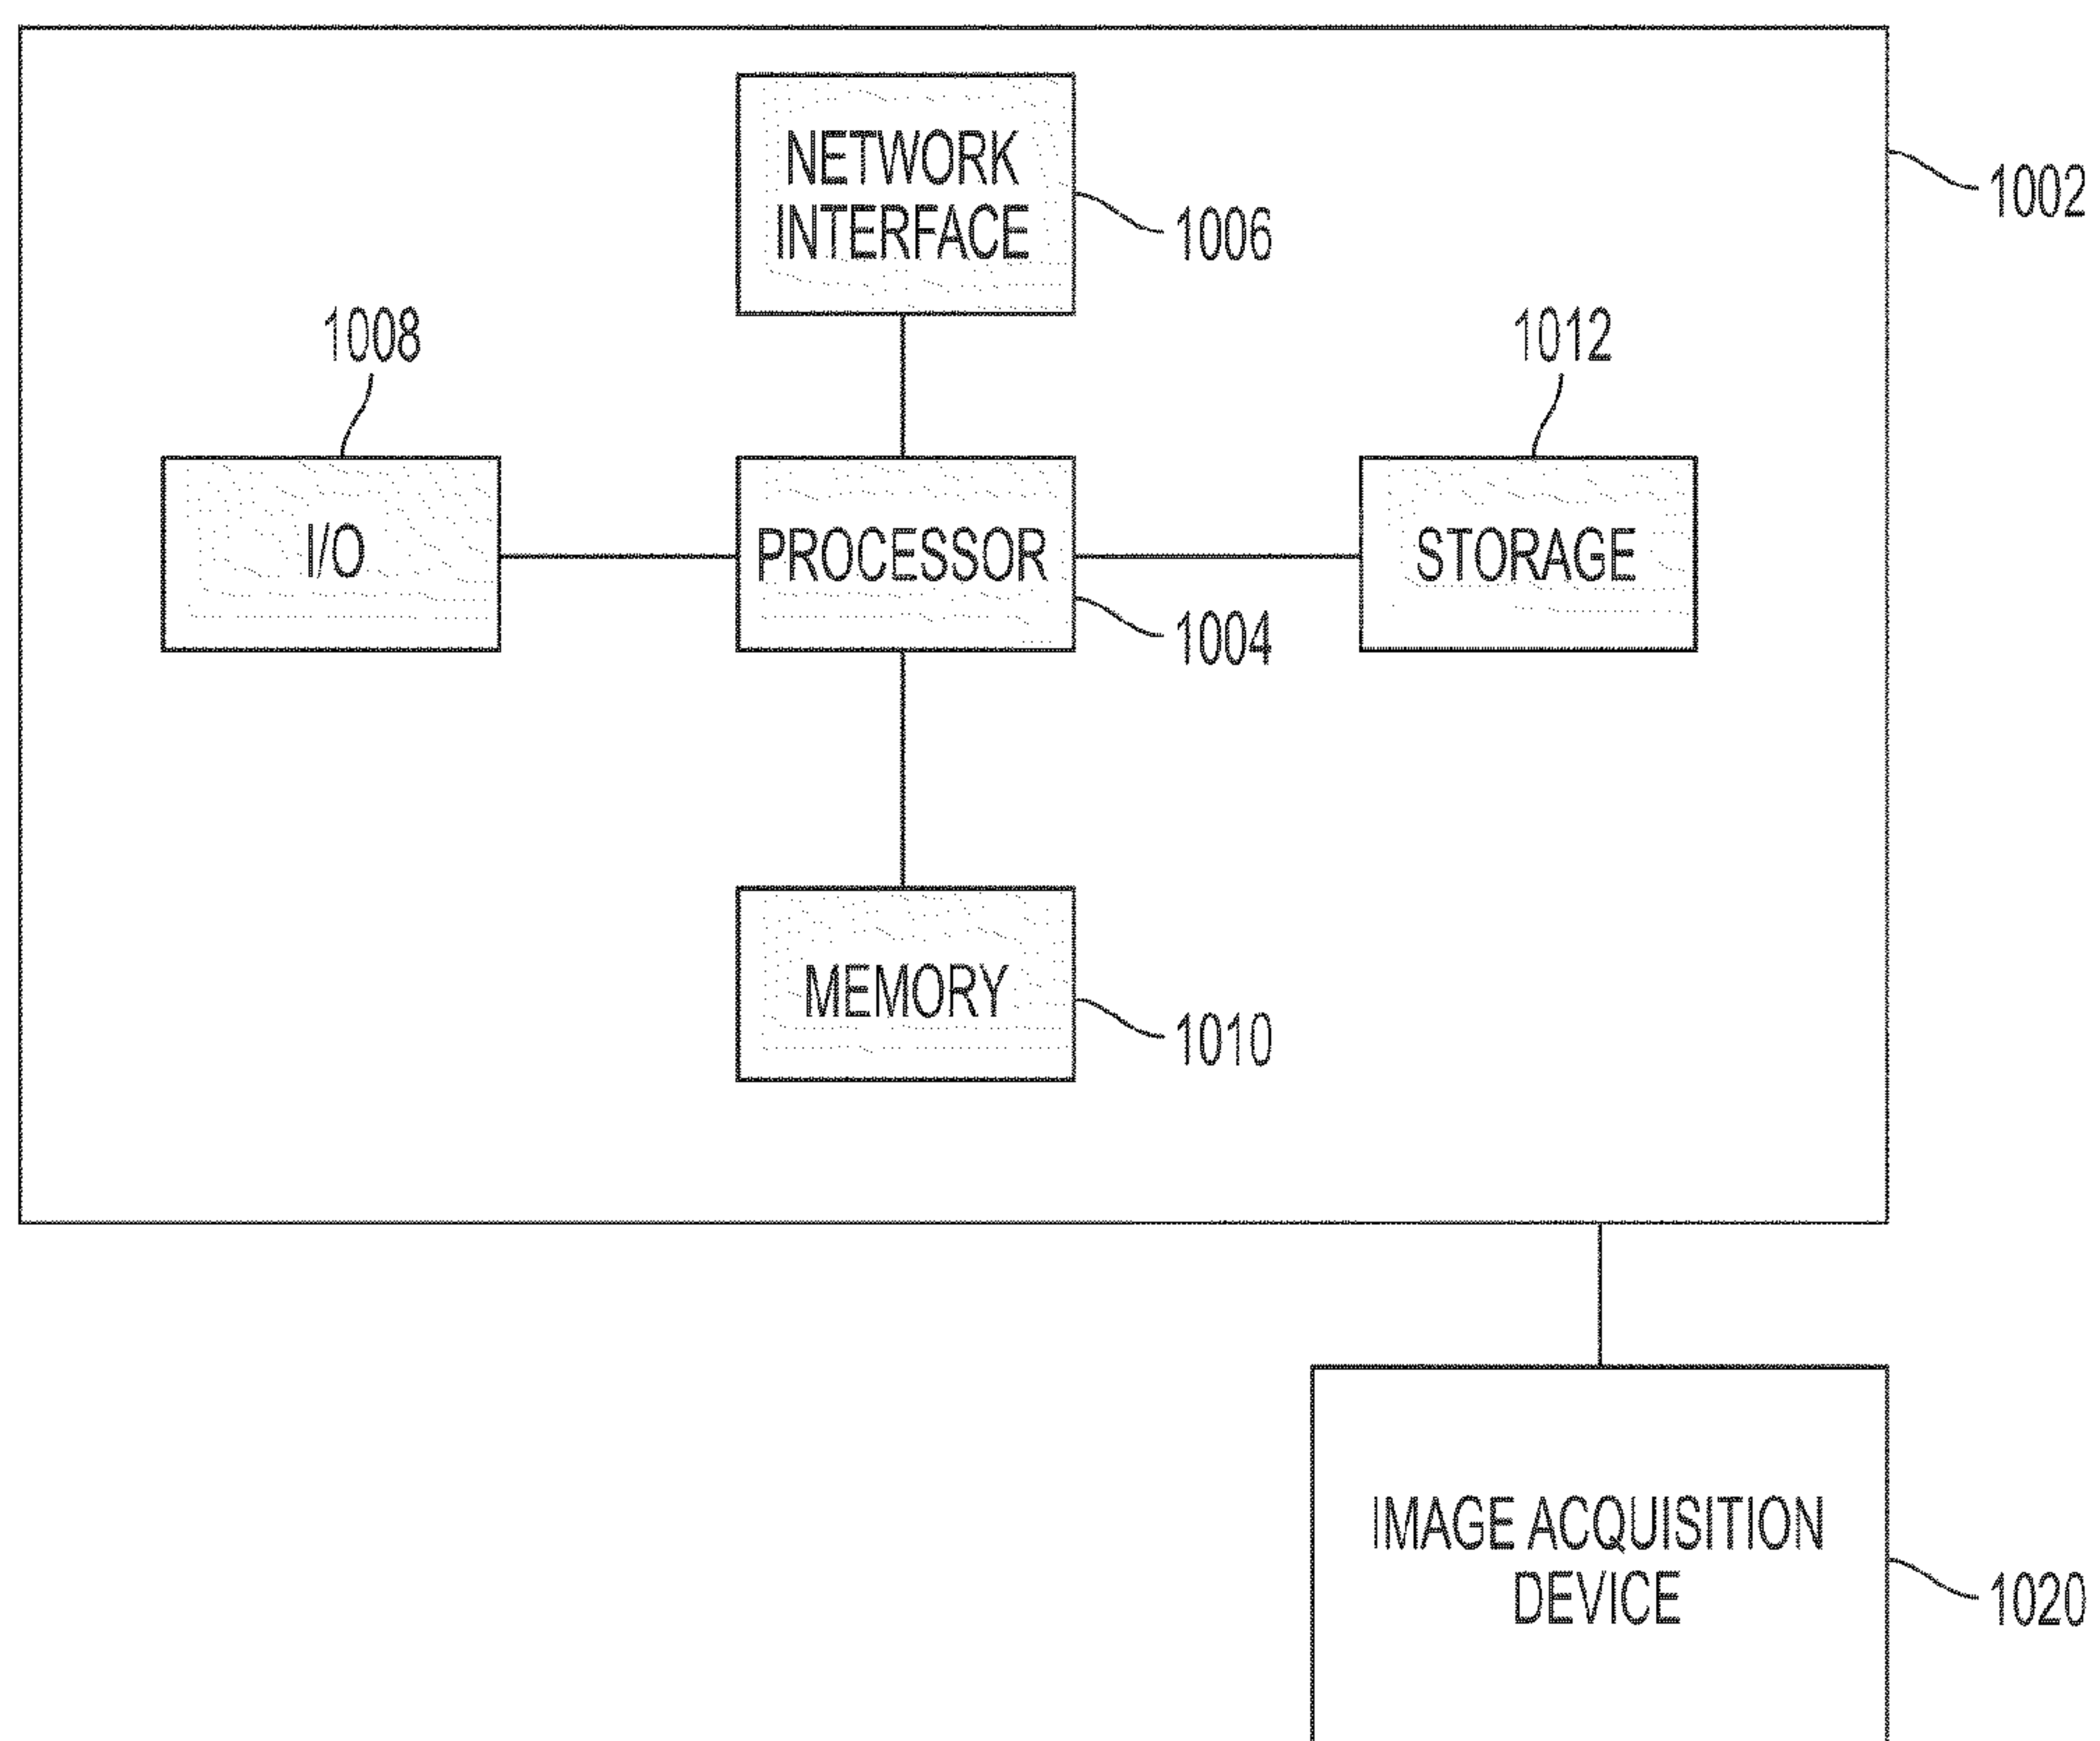 NETWORK
INTERFACE
1002
1006
1008
1012
I/O
PROCESSOR
STORAGE
1004
MEMORY
1010
IMAGE ACQUISITION
DEVICE
1020